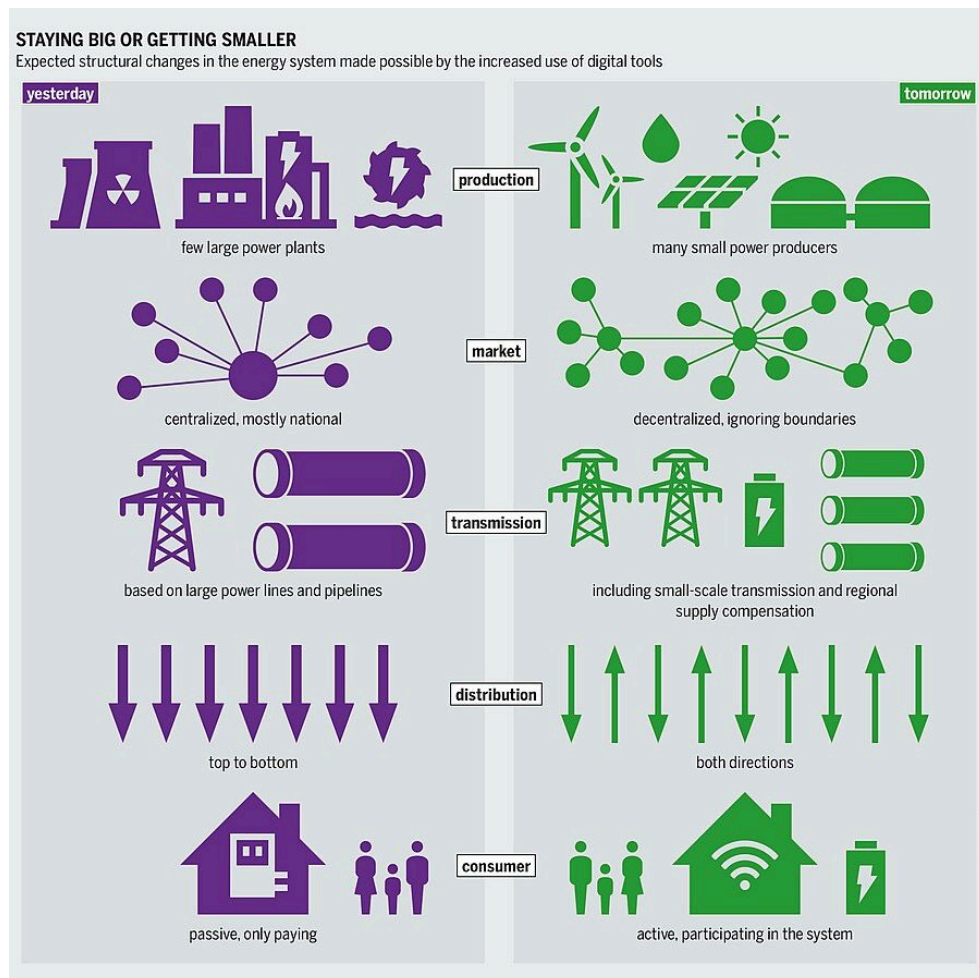 STAYING BIG OR GETTING SMALLER
Expected structural changes in the energy system made possible by the increased use of digital tools
yesterday
tomorrow
production
few large power plants
many small power producers
market
centralized, mostly national
decentralized, ignoring boundaries
transmission
based on large power lines and pipelines
including small-scale transmission and regional
supply compensation
distribution
top to bottom
both directions
consumer
passive, only paying
active, participating in the system